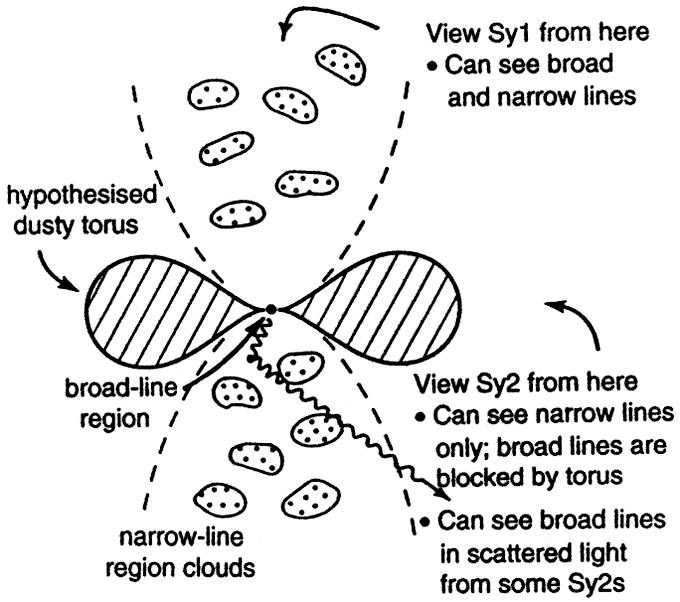 View Sy1 from here
• Can see broad
and narrow lines
hypothesised
dusty torus
broad-line
region
View Sy2 from here
• Can see narrow lines
only; broad lines are
blocked by torus
• Can see broad lines
in scattered light
from some Sy2s
narrow-line
region clouds